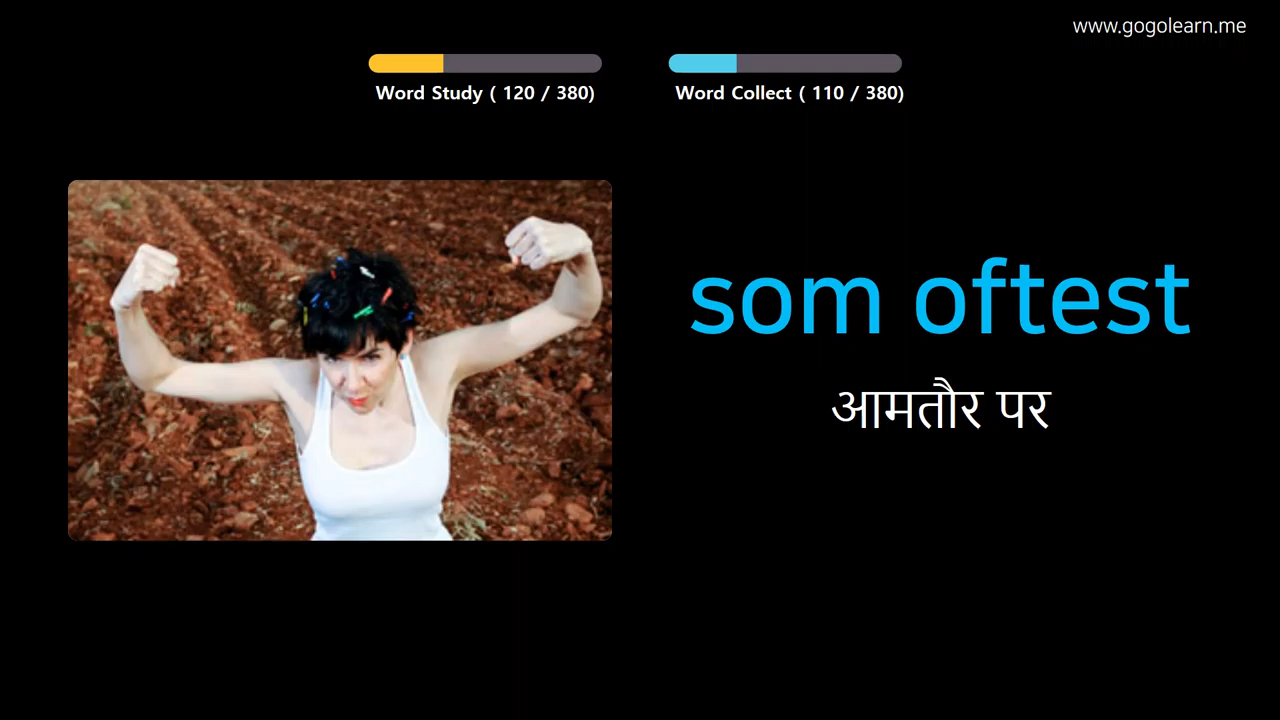 www.gogolearn.me
Word Study ( 120 / 380)
Word Collect ( 110 / 380)
som oftest
आमतौर पर